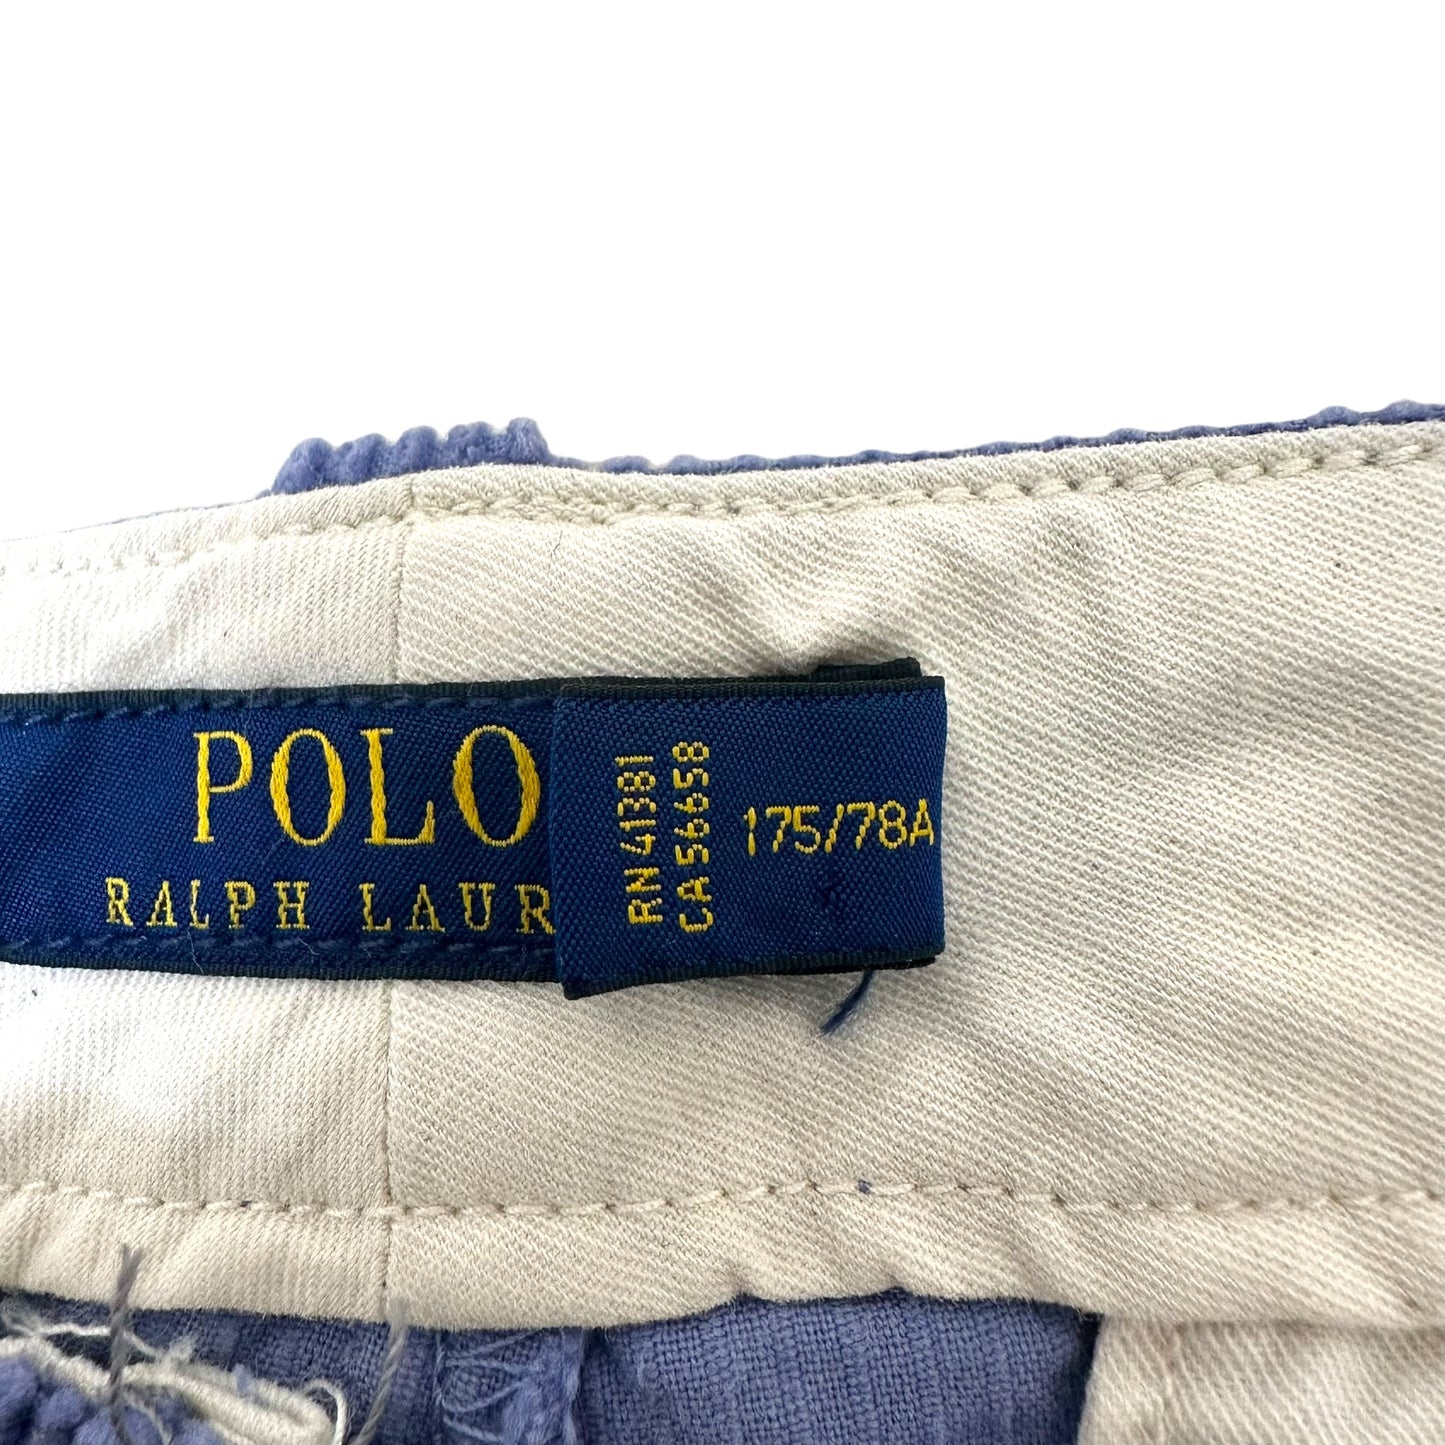 POLO
RALPH LAUR
RN 41381
CA 56658
175/78A